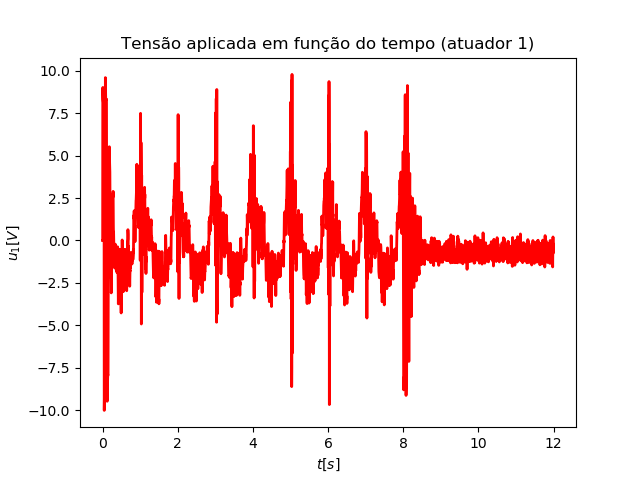 Tensão aplicada em função do tempo (atuador 1)
10.0
7.5
5.0
2.5
0.0
−2.5
−5.0
−7.5
−10.0
u₁[V]
0 2 4 6 8 10 12
t[s]